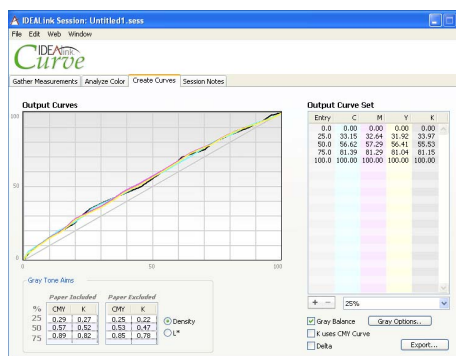 IDEALink Session: Untitled1.sess
File Edit Web Window
IDEAlink
Curve
Gather Measurements Analyze Color Create Curves Session Notes
Output Curves
100
50
0
50
100
Output Curve Set
Entry C M Y K
0.0 0.00 0.00 0.00 0.00
25.0 33.15 32.64 31.92 33.97
50.0 56.62 57.29 56.41 55.53
75.0 81.39 81.29 81.04 81.15
100.0 100.00 100.00 100.00 100.00
+ - 25%
Gray Tone Aims
Paper Included Paper Excluded
% CMY K CMY K
25 0.29 0.27 0.25 0.22
50 0.57 0.52 0.53 0.47
75 0.89 0.82 0.85 0.78
Density
L*
Gray Balance Gray Options...
K uses CMY Curve
Delta Export...